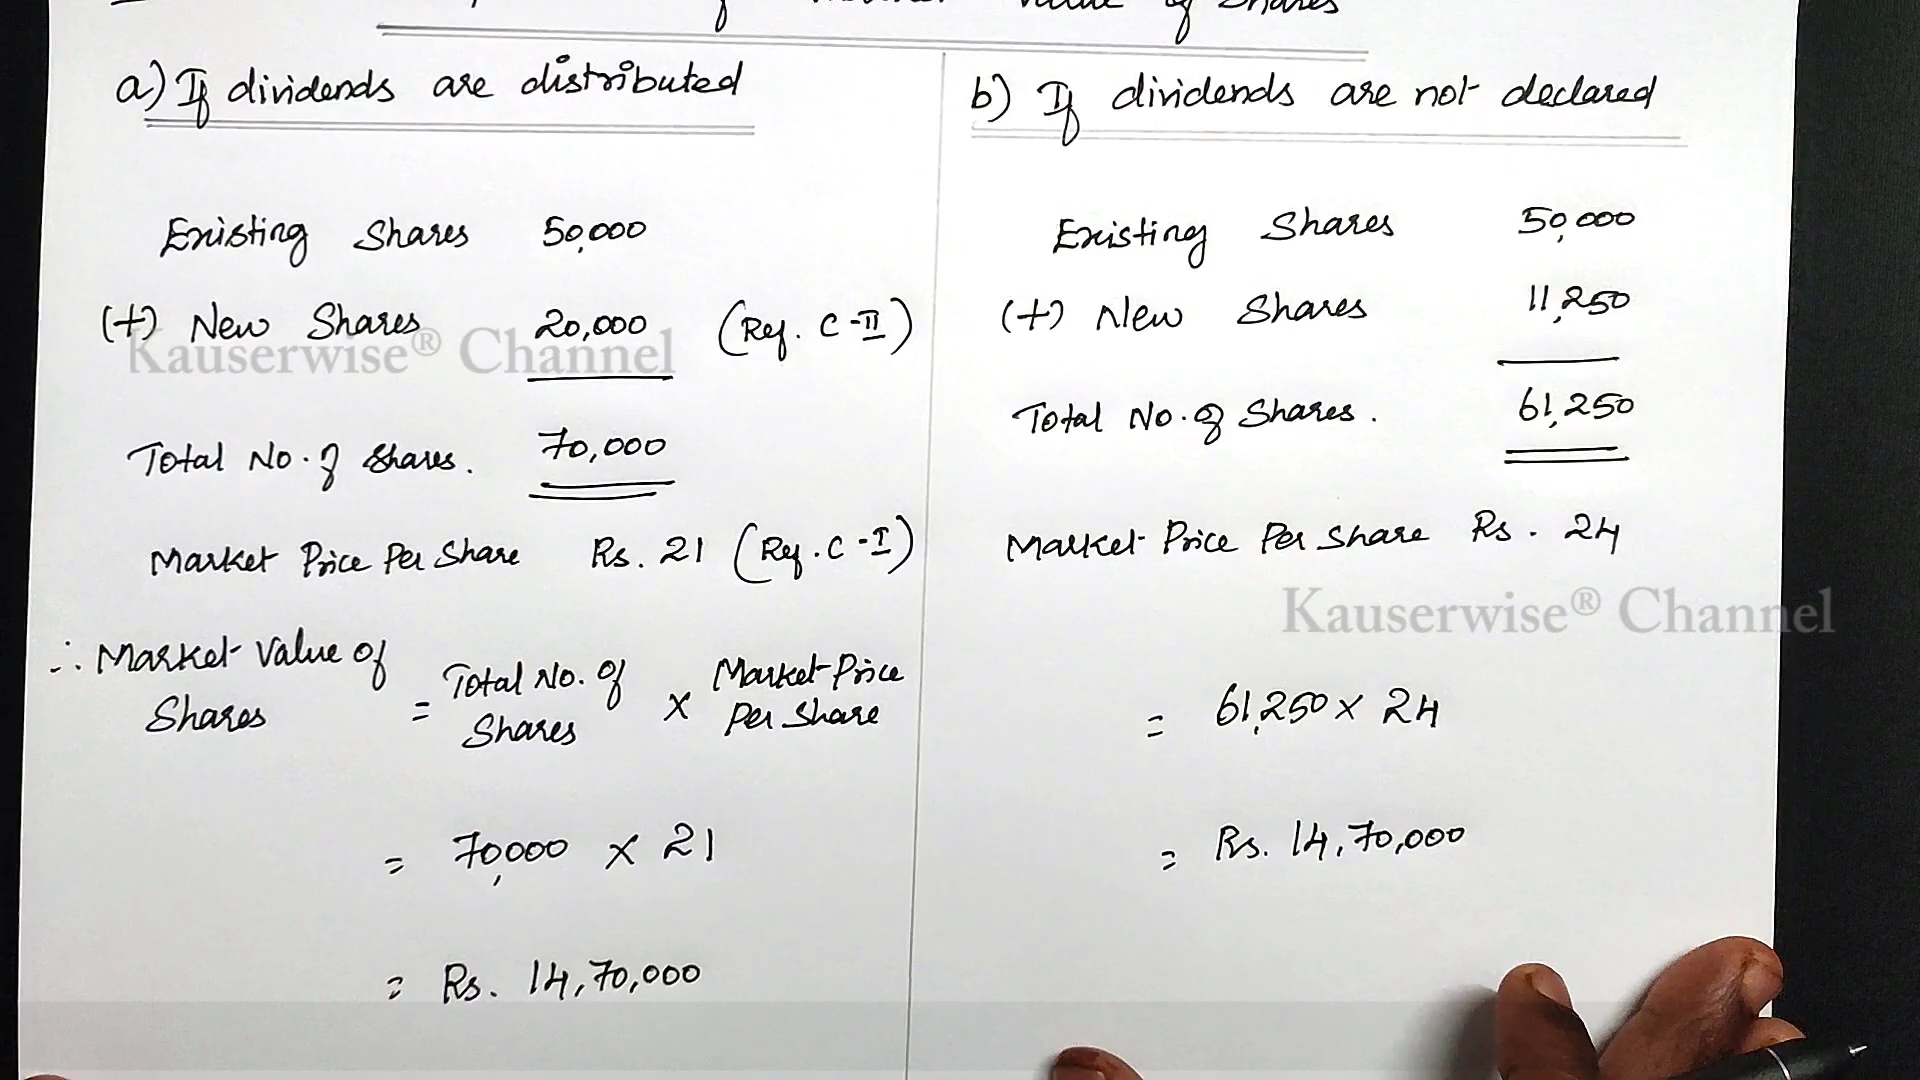 Market Value of Shares
a) If dividends are distributed
Existing Shares 50,000
(+) New Shares 20,000 (Ref. C-II)
Total No. of Shares. 70,000
Market Price Per Share Rs. 21 (Ref. C-I)
∴ Market Value of Shares = Total No. of Shares × Market Price Per Share
= 70,000 × 21
= Rs. 14,70,000
b) If dividends are not declared
Existing Shares 50,000
(+) New Shares 11,250
Total No. of Shares. 61,250
Market Price Per Share Rs. 24
= 61,250 × 24
= Rs. 14,70,000
Kauserwise® Channel
Kauserwise® Channel